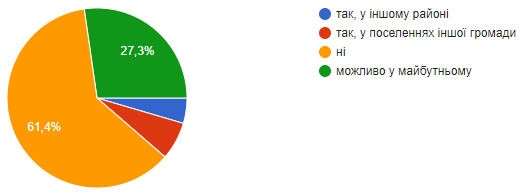 так, у іншому районі
так, у поселеннях іншої громади
ні
можливо у майбутньому
27,3%
61,4%